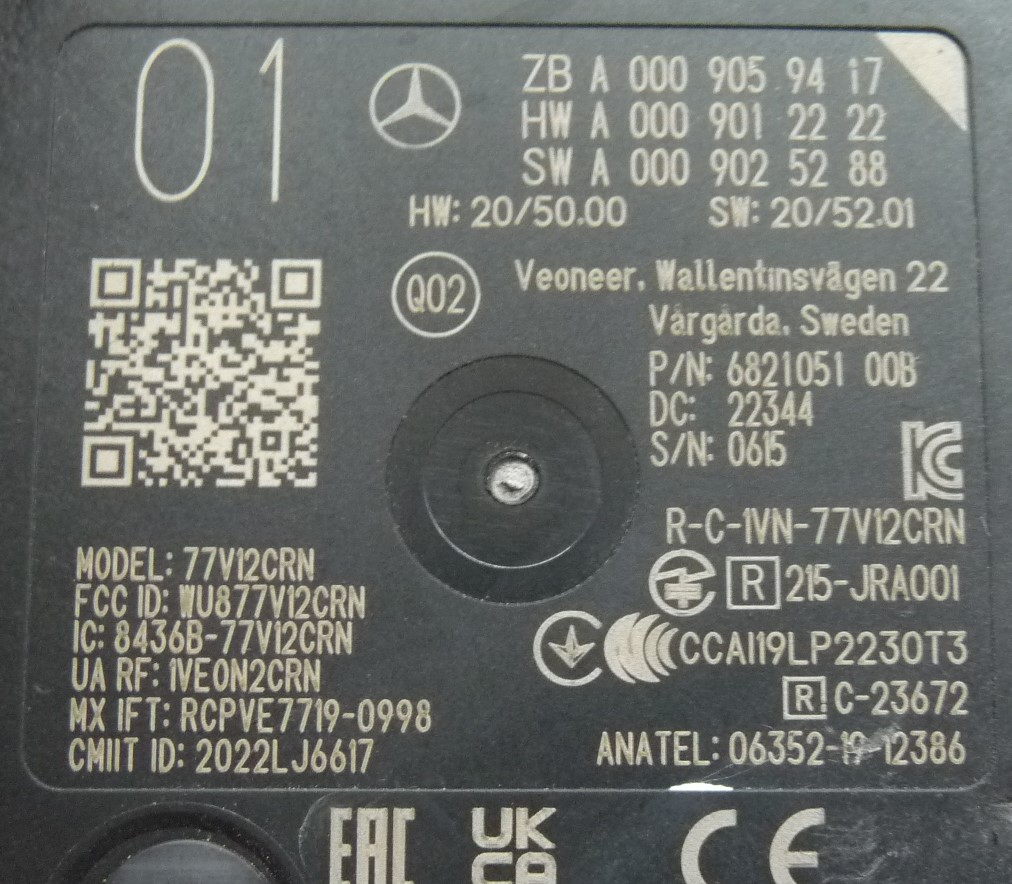 01
ZB A 000 905 94 17
HW A 000 901 22 22
SW A 000 902 52 88
HW: 20/50.00 SW: 20/52.01
Q02
Veoneer, Wallentinsvägen 22
Vårgårda, Sweden
P/N: 6821051 00B
DC: 22344
S/N: 0615
R-C-1VN-77V12CRN
R 215-JRA001
CCAI19LP2230T3
R! C-23672
ANATEL: 06352-19-12386
MODEL: 77V12CRN
FCC ID: WU877V12CRN
IC: 8436B-77V12CRN
UA RF: 1VEON2CRN
MX IFT: RCPVE7719-0998
CMIIT ID: 2022LJ6617
EAC UK CA CE